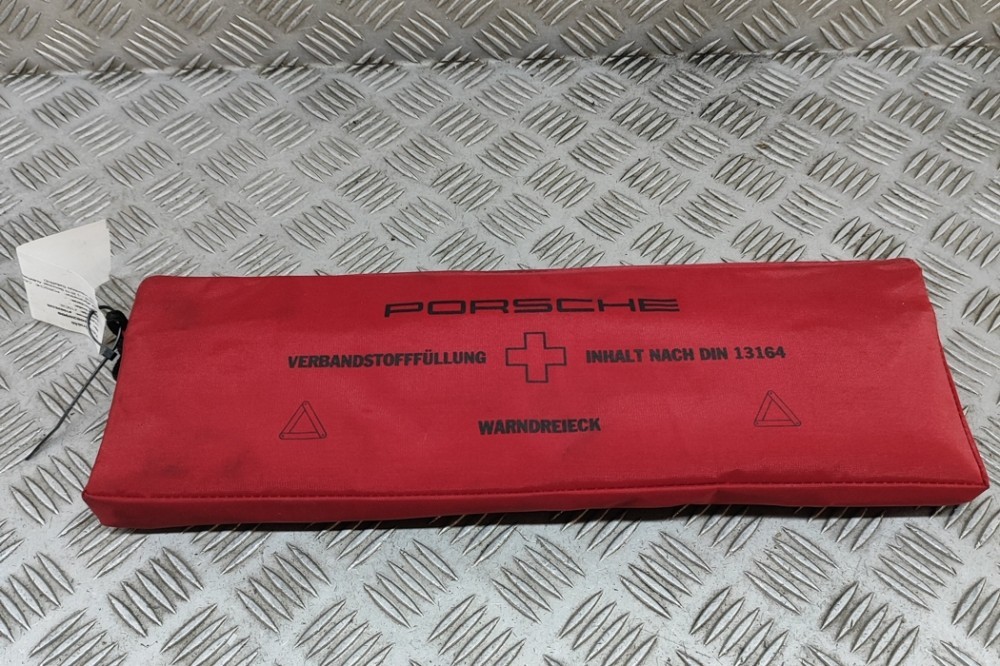 PORSCHE
VERBANDSTOFFFÜLLUNG INHALT NACH DIN 13164
WARNDREIECK